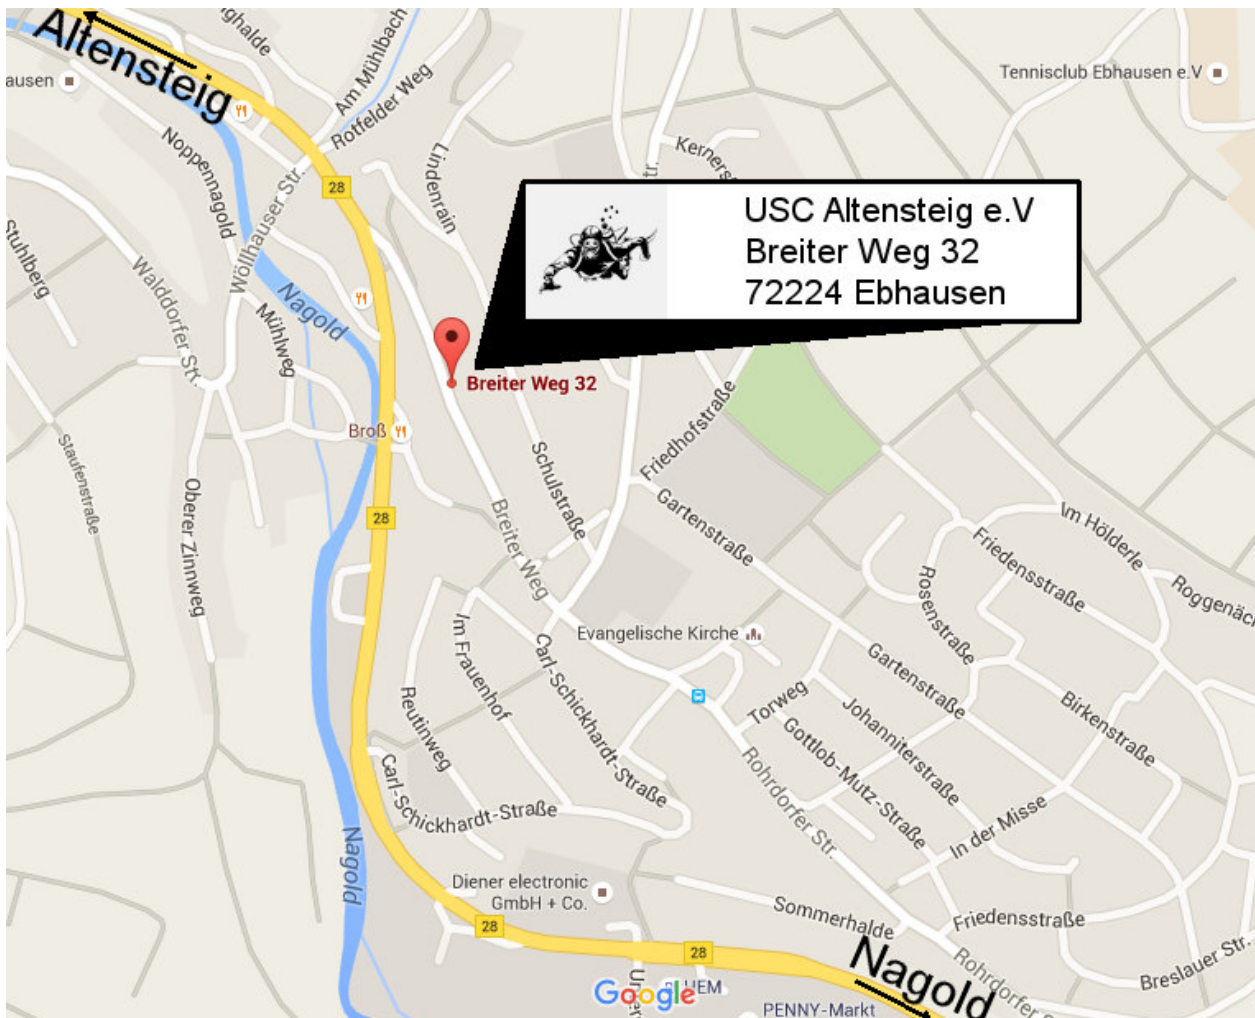 Altensteig
ghalde
Am Mühlbach
Rotfelder Weg
Tennisclub Ebhausen e.V
ausen
Noppennagold
Lindenrain
Kerners
tr.
28
USC Altensteig e.V
Breiter Weg 32
72224 Ebhausen
Stuhlberg
Walddorfer Str.
Wöllhauser Str.
Nagold
Mühlweg
Breiter Weg 32
Broß
Friedhofstraße
Staufenstraße
Oberer Zinnweg
Schulstraße
Breiter Weg
28
Gartenstraße
Im Hölderle
Friedensstraße
Roggenäck
Rosenstraße
Evangelische Kirche
Im Frauenhof
Carl-Schickhardt-Straße
Gartenstraße
Birkenstraße
Torweg
Johanniterstraße
Gottlob-Mutz-Straße
Reutinweg
Carl-Schickhardt-Straße
Rohrdorfer Str.
In der Misse
Nagold
Diener electronic
GmbH + Co.
Sommerhalde
Friedensstraße
28
28
Breslauer Str.
Rohrdorfer S
Nagold
Google
HEM
PENNY-Markt